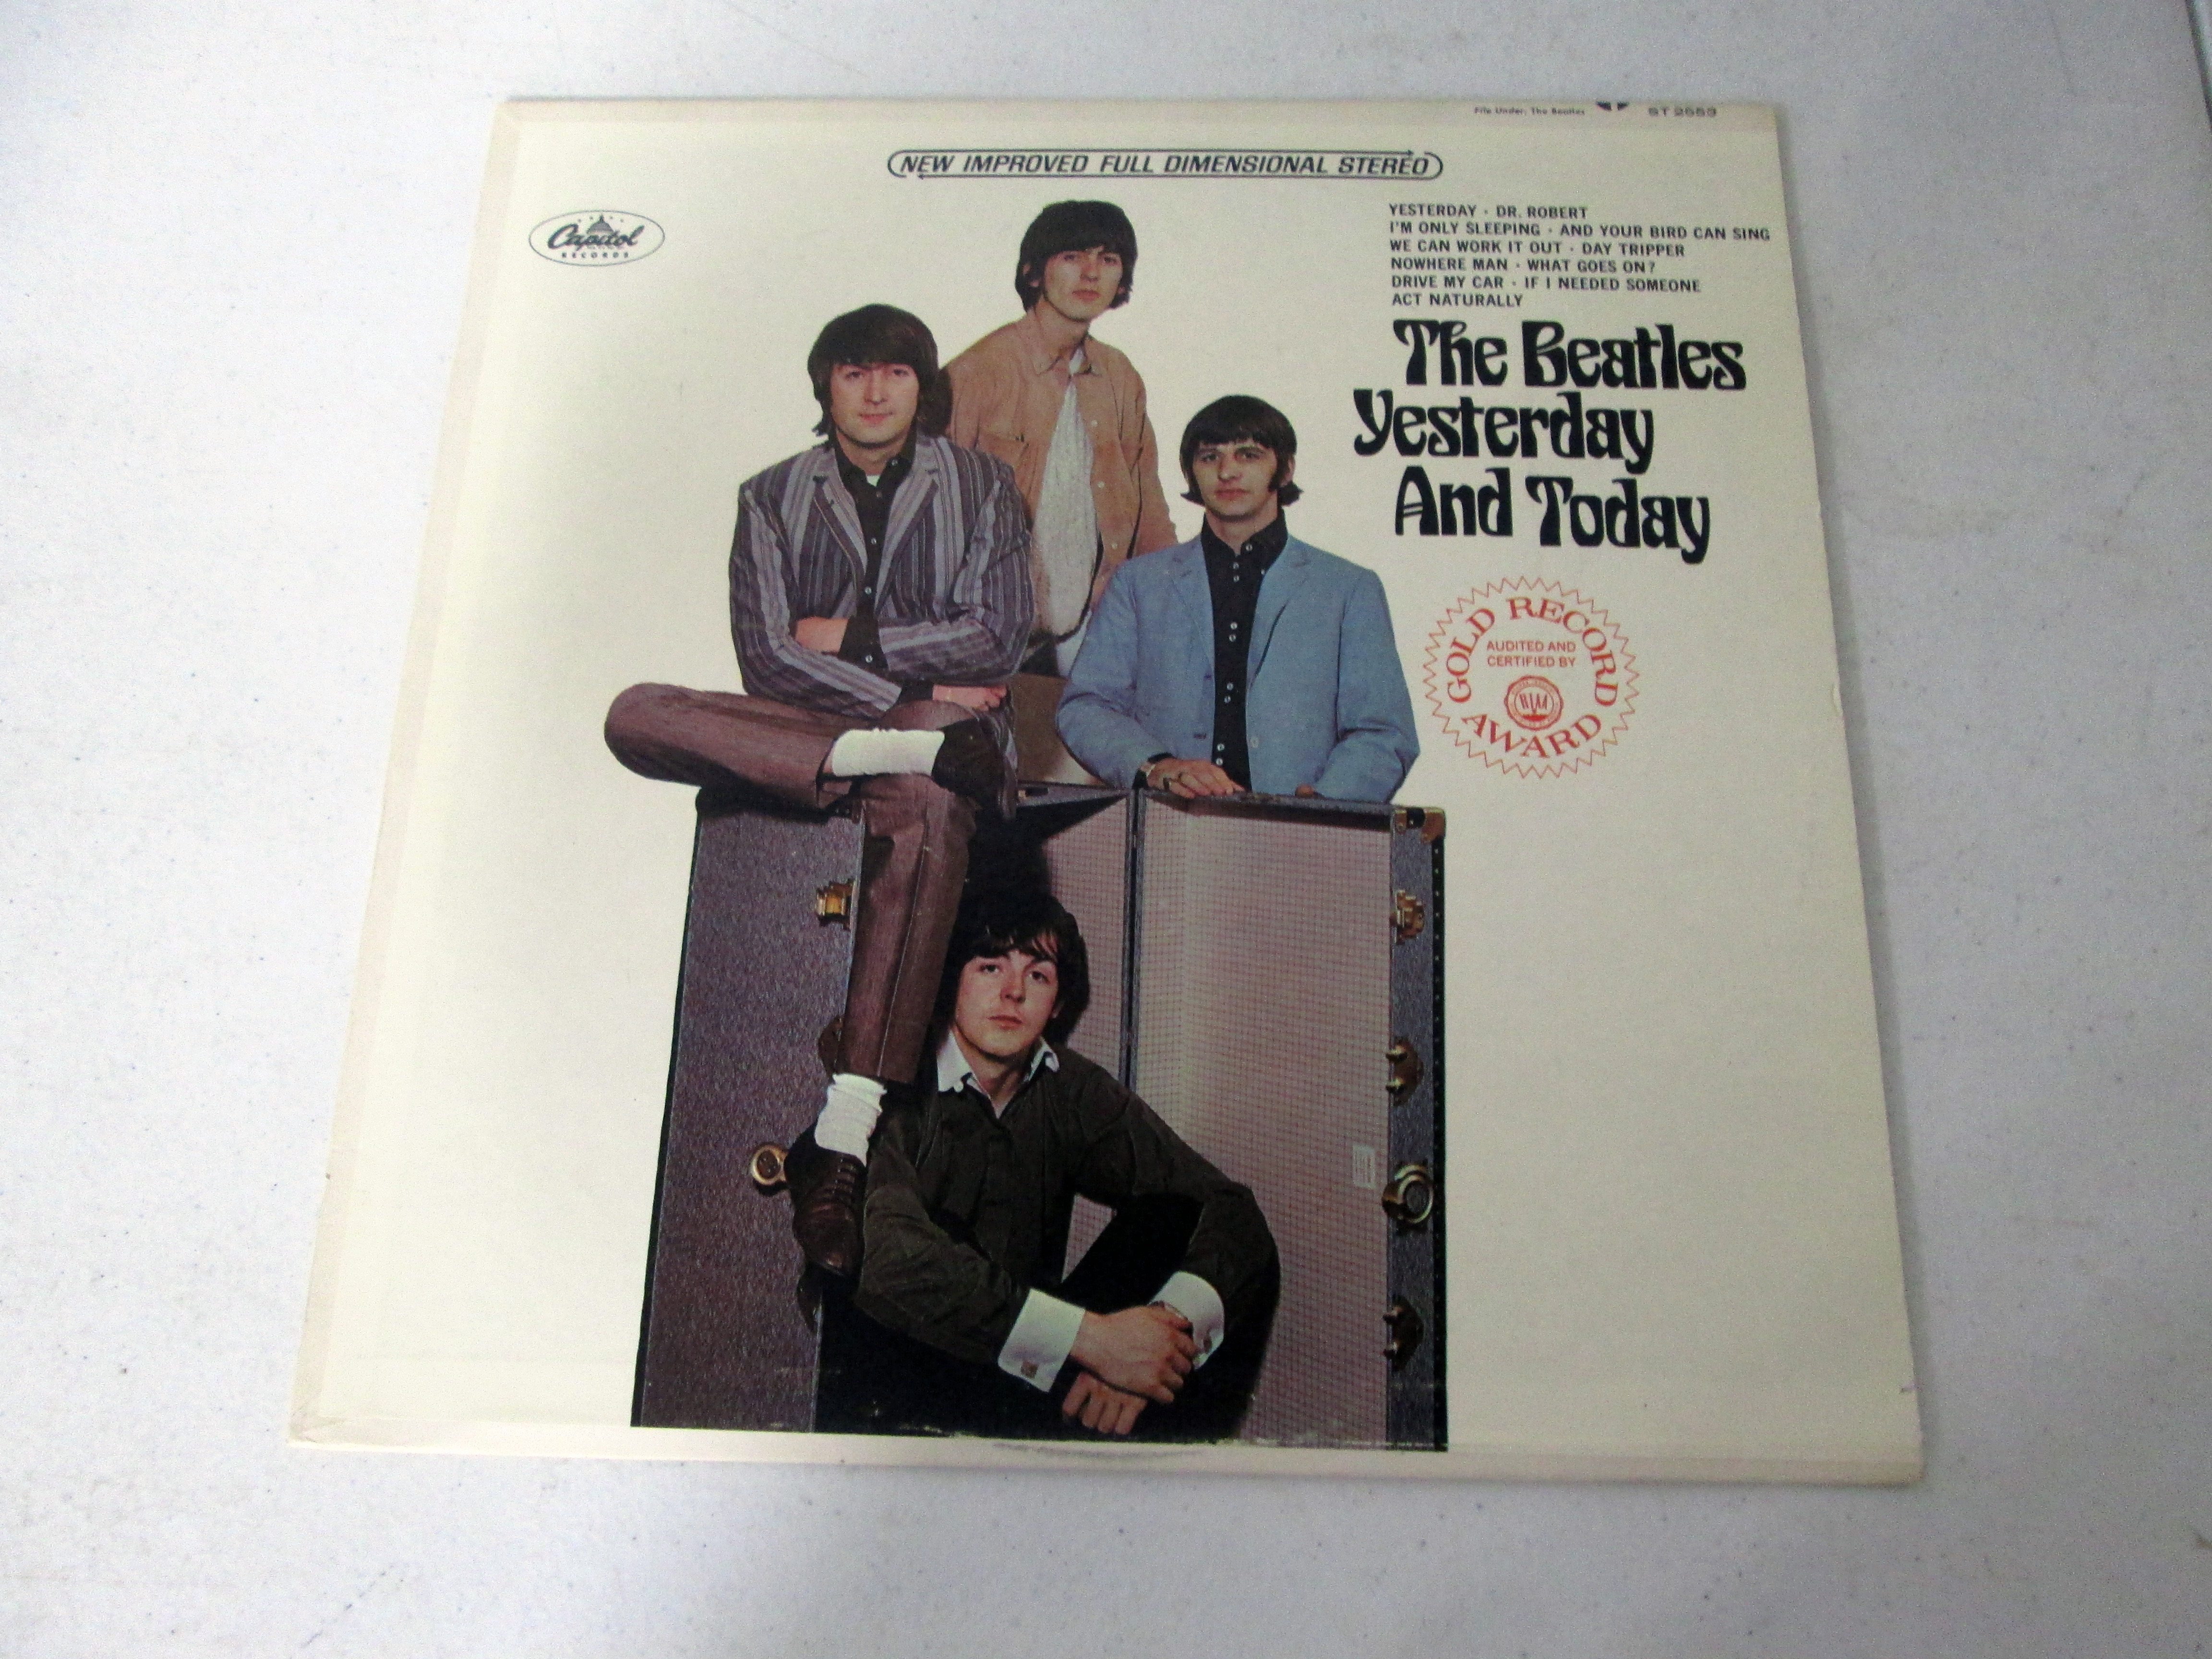 File Under: The Beatles ST 2553
NEW IMPROVED FULL DIMENSIONAL STEREO
Capitol
RECORDS
YESTERDAY · DR. ROBERT
I'M ONLY SLEEPING · AND YOUR BIRD CAN SING
WE CAN WORK IT OUT · DAY TRIPPER
NOWHERE MAN · WHAT GOES ON?
DRIVE MY CAR · IF I NEEDED SOMEONE
ACT NATURALLY
The Beatles
Yesterday
And Today
GOLD RECORD
AUDITED AND
CERTIFIED BY
RIAA
AWARD